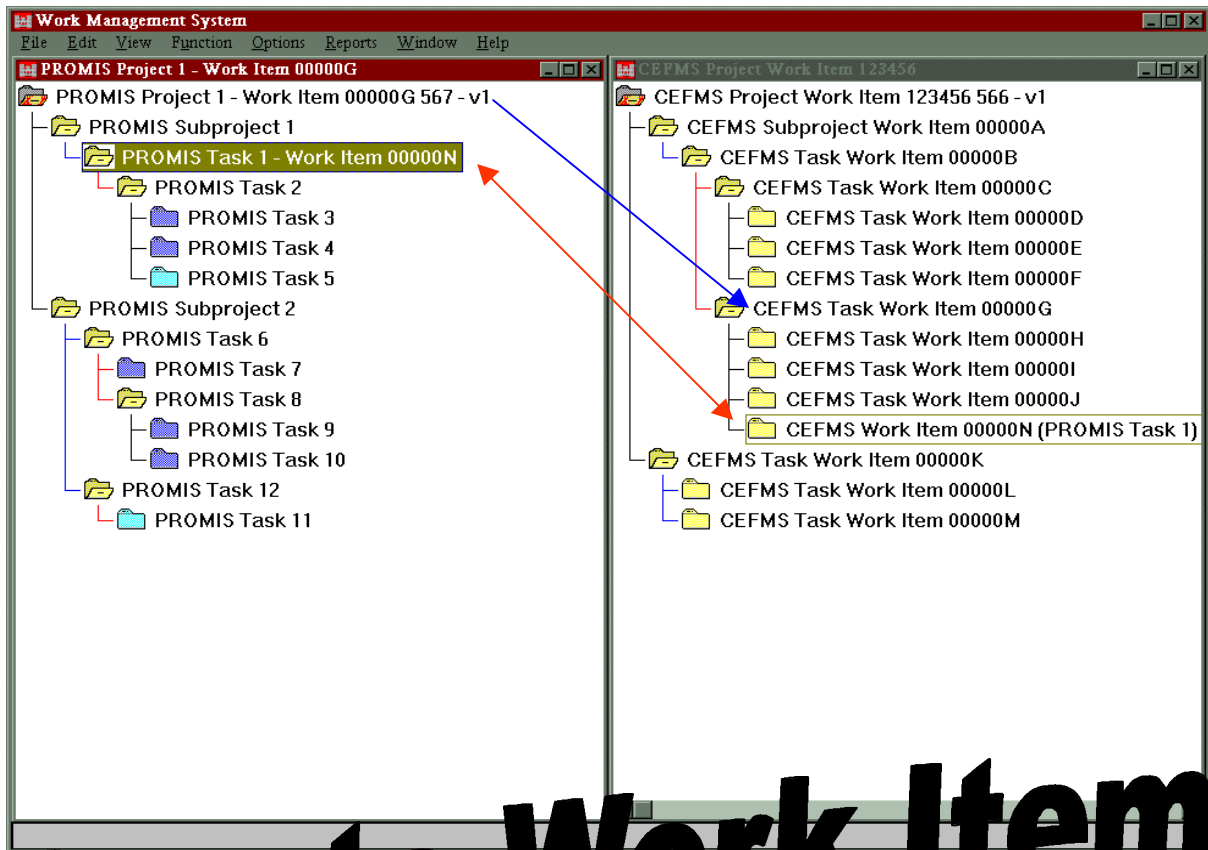 Work Management System
File Edit View Function Options Reports Window Help
PROMIS Project 1 - Work Item 00000G
PROMIS Project 1 - Work Item 00000G 567 - v1
PROMIS Subproject 1
PROMIS Task 1 - Work Item 00000N
PROMIS Task 2
PROMIS Task 3
PROMIS Task 4
PROMIS Task 5
PROMIS Subproject 2
PROMIS Task 6
PROMIS Task 7
PROMIS Task 8
PROMIS Task 9
PROMIS Task 10
PROMIS Task 12
PROMIS Task 11
CEFMS Project Work Item 123456
CEFMS Project Work Item 123456 566 - v1
CEFMS Subproject Work Item 00000A
CEFMS Task Work Item 00000B
CEFMS Task Work Item 00000C
CEFMS Task Work Item 00000D
CEFMS Task Work Item 00000E
CEFMS Task Work Item 00000F
CEFMS Task Work Item 00000G
CEFMS Task Work Item 00000H
CEFMS Task Work Item 00000I
CEFMS Task Work Item 00000J
CEFMS Work Item 00000N (PROMIS Task 1)
CEFMS Task Work Item 00000K
CEFMS Task Work Item 00000L
CEFMS Task Work Item 00000M
to Work Item